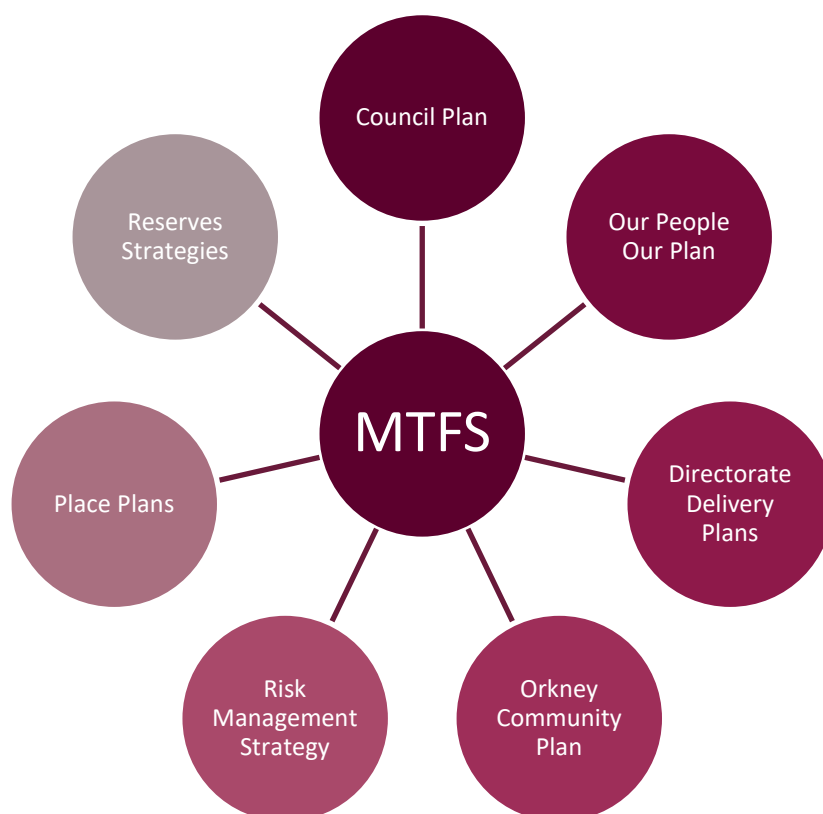 Council Plan
Our People
Our Plan
Directorate
Delivery
Plans
Orkney
Community
Plan
Risk
Management
Strategy
Place Plans
Reserves
Strategies
MTFS